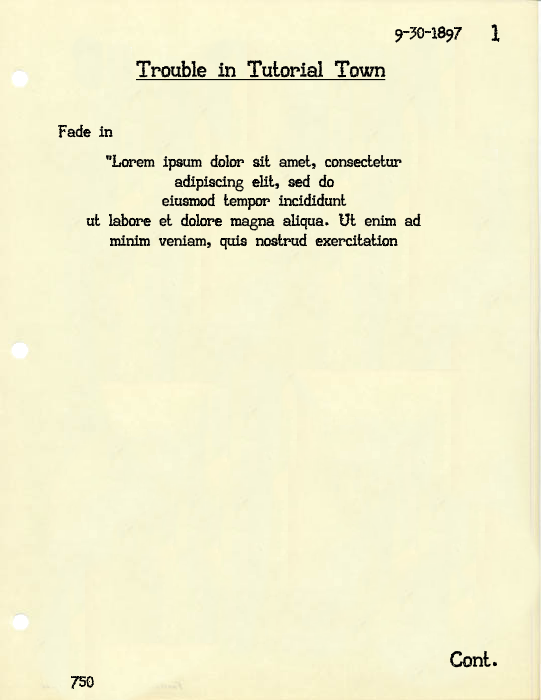 9-30-1897 1
Trouble in Tutorial Town
Fade in
"Lorem ipsum dolor sit amet, consectetur
adipiscing elit, sed do
eiusmod tempor incididunt
ut labore et dolore magna aliqua. Ut enim ad
minim veniam, quis nostrud exercitation
Cont.
750